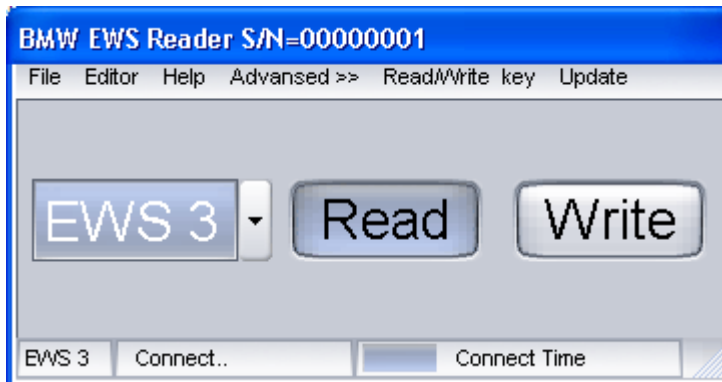 BMW EWS Reader S/N=00000001
File Editor Help Advansed >> Read/Write key Update
EWS 3 Read Write
EWS 3 Connect.. Connect Time